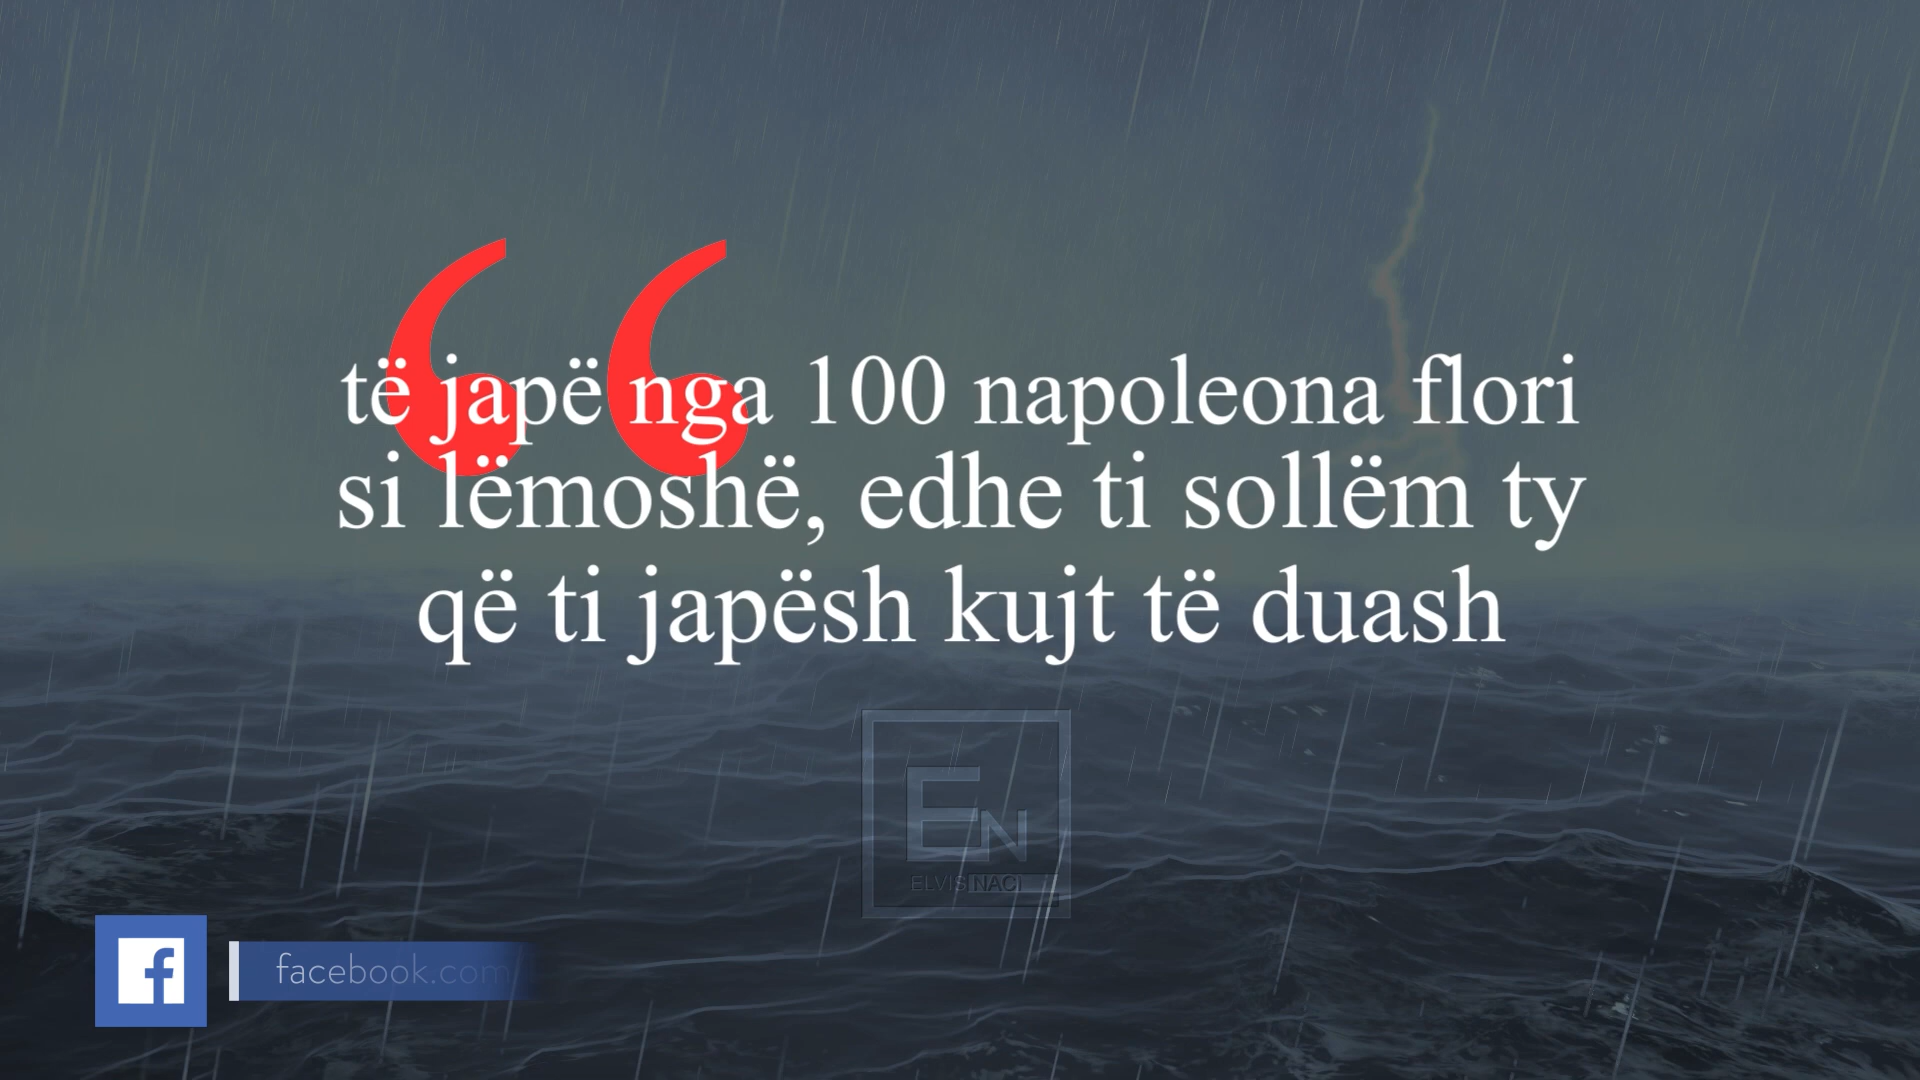 të japë nga 100 napoleona flori
si lëmoshë, edhe ti sollëm ty
që ti japësh kujt të duash
EN
ELVIS NACI
facebook.com/